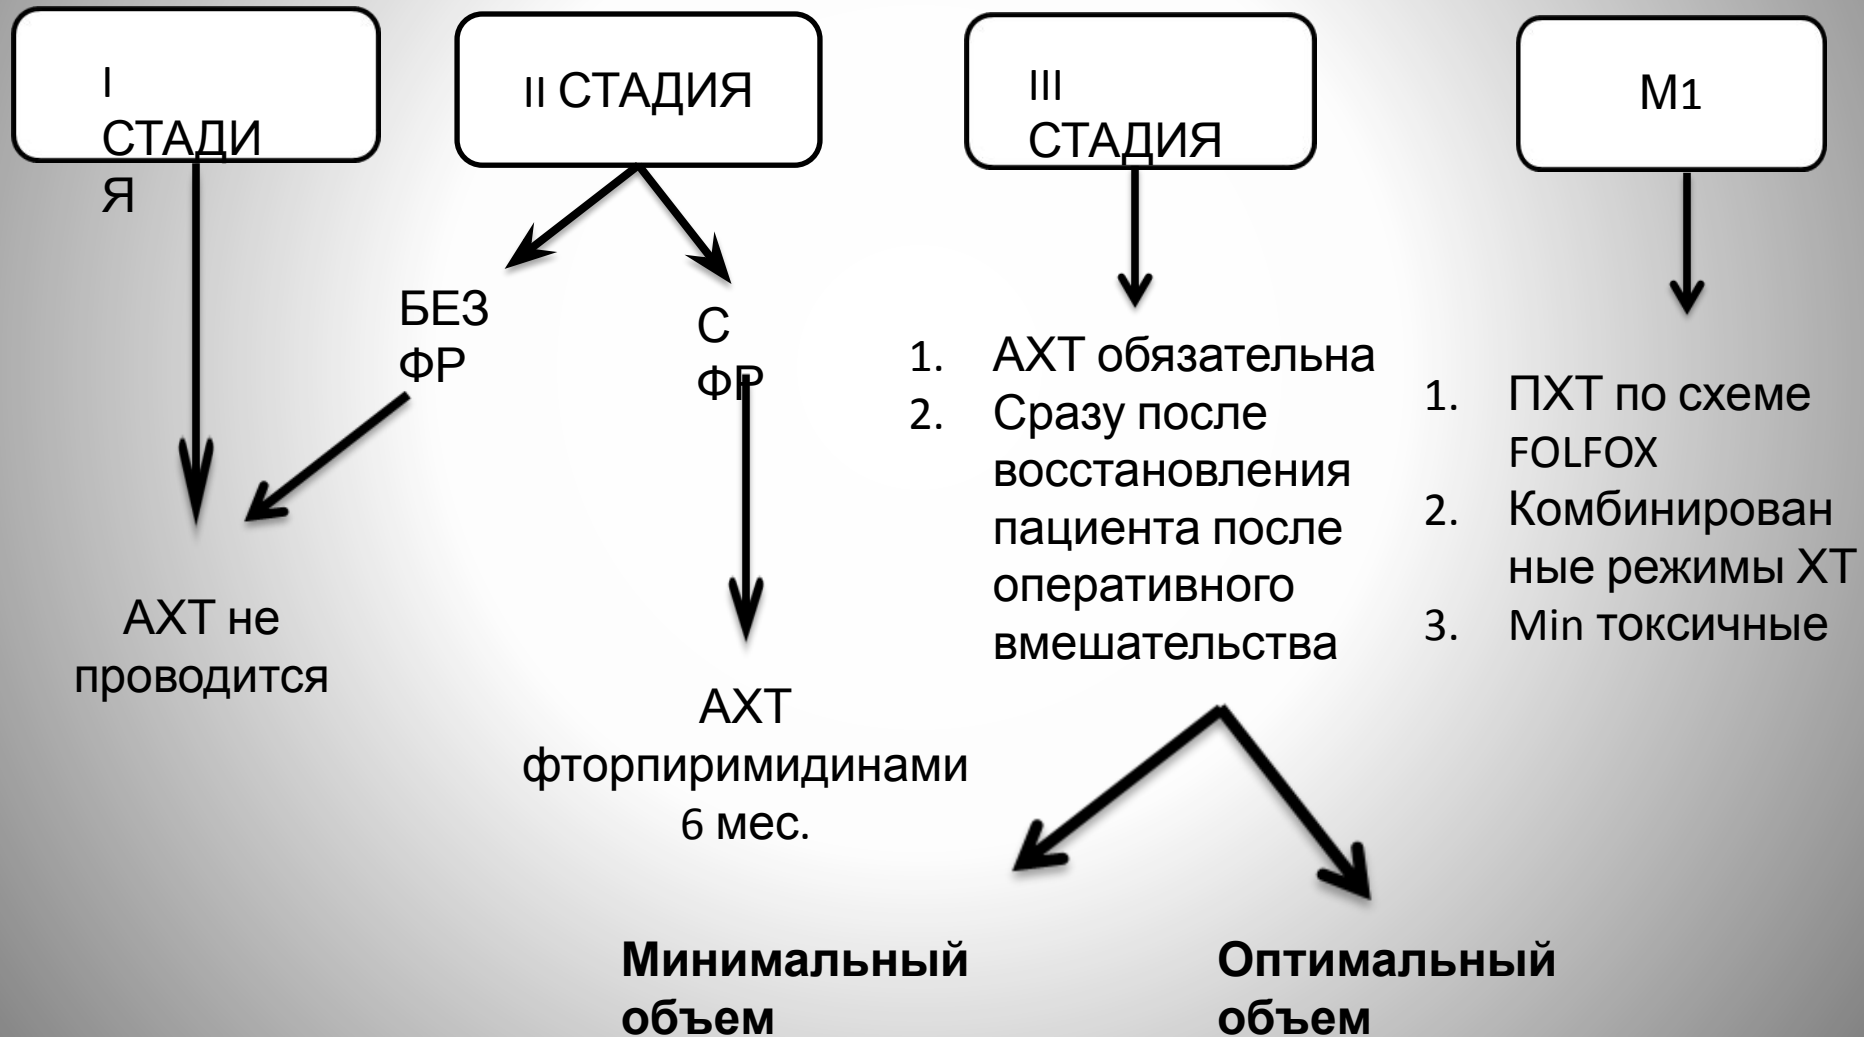 I
СТАДИ
Я
II СТАДИЯ
III
СТАДИЯ
М1
БЕЗ
ФР
С
ФР
АХТ не
проводится
АХТ
фторпиримидинами
6 мес.
1. АХТ обязательна
2. Сразу после
восстановления
пациента после
оперативного
вмешательства
1. ПХТ по схеме
FOLFOX
2. Комбинирован
ные режимы ХТ
3. Min токсичные
Минимальный
объем
Оптимальный
объем